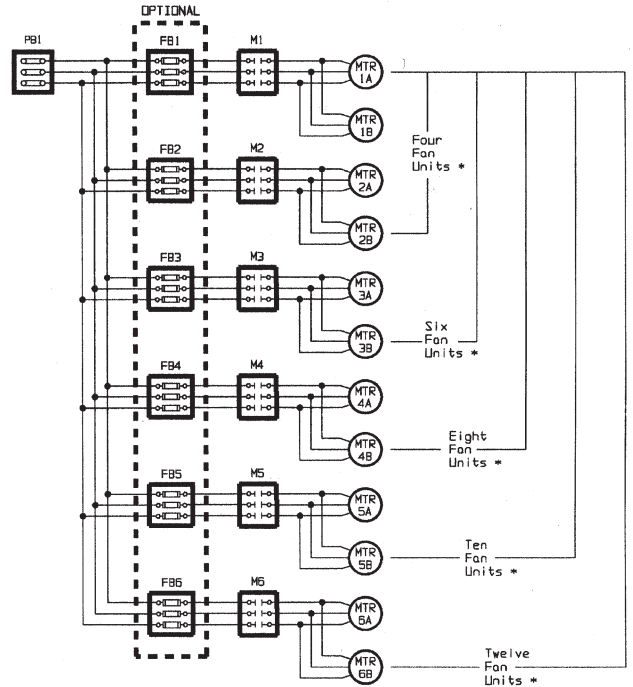 OPTIONAL
PB1
FB1
M1
MTR
1A
MTR
1B
Four
Fan
Units *
FB2
M2
MTR
2A
MTR
2B
FB3
M3
MTR
3A
MTR
3B
Six
Fan
Units *
FB4
M4
MTR
4A
MTR
4B
Eight
Fan
Units *
FB5
M5
MTR
5A
MTR
5B
Ten
Fan
Units *
FB6
M6
MTR
6A
MTR
6B
Twelve
Fan
Units *